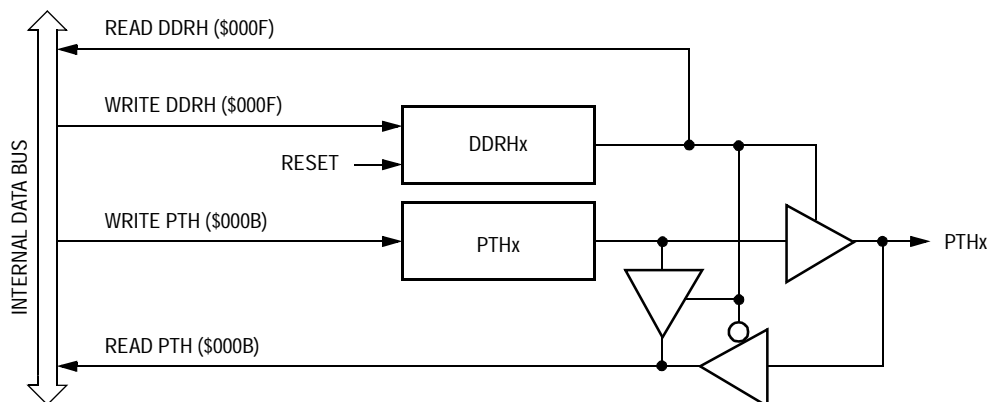 READ DDRH ($000F)
WRITE DDRH ($000F)
DDRHx
RESET
WRITE PTH ($000B)
PTHx
PTHx
READ PTH ($000B)
INTERNAL DATA BUS